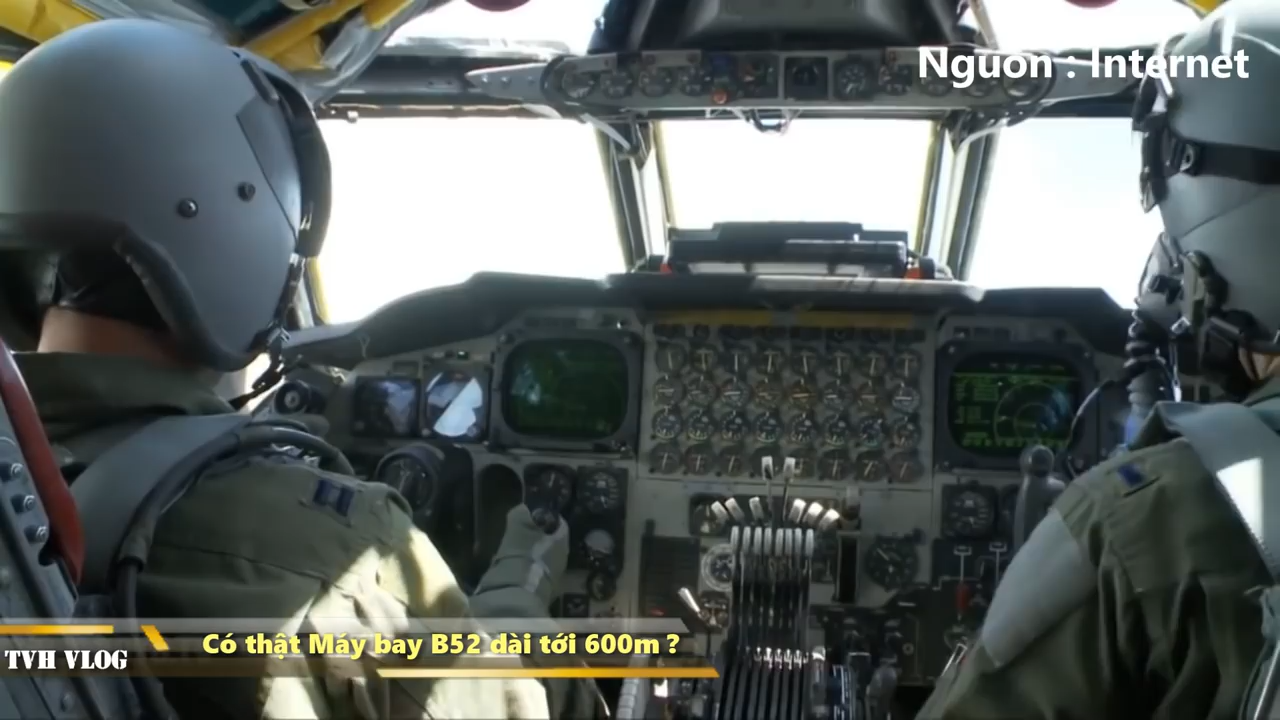 Nguon : Internet
Có thật Máy bay B52 dài tới 600m ?
TVH VLOG